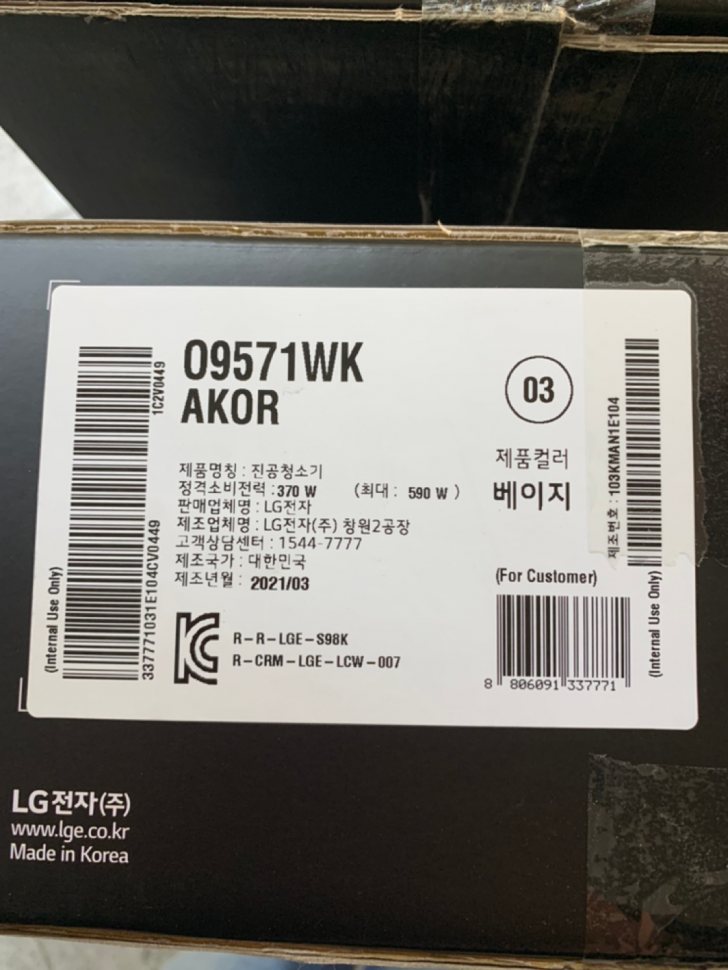 O9571WK
AKOR
03
1C2V0449
337771031E104CV0449
(Internal Use Only)
제품명칭 : 진공청소기
정격소비전력 : 370 W (최대 : 590 W )
판매업체명 : LG전자
제조업체명 : LG전자(주) 창원2공장
고객상담센터 : 1544-7777
제조국가 : 대한민국
제조년월 : 2021/03
R-R-LGE-S98K
R-CRM-LGE-LCW-007
제품컬러
베이지
(For Customer)
8 806091 337771
제조번호 : 103KMAN1E104
(Internal Use Only)
LG전자(주)
www.lge.co.kr
Made in Korea